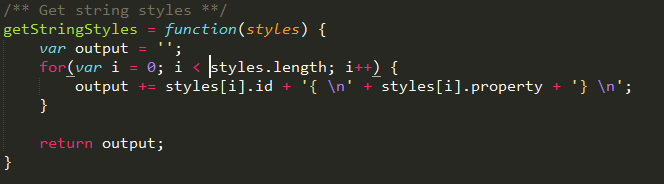 /** Get string styles **/
getStringStyles = function(styles) {
    var output = '';
    for(var i = 0; i < styles.length; i++) {
        output += styles[i].id + '{ \n' + styles[i].property + '} \n';
    }

    return output;
}